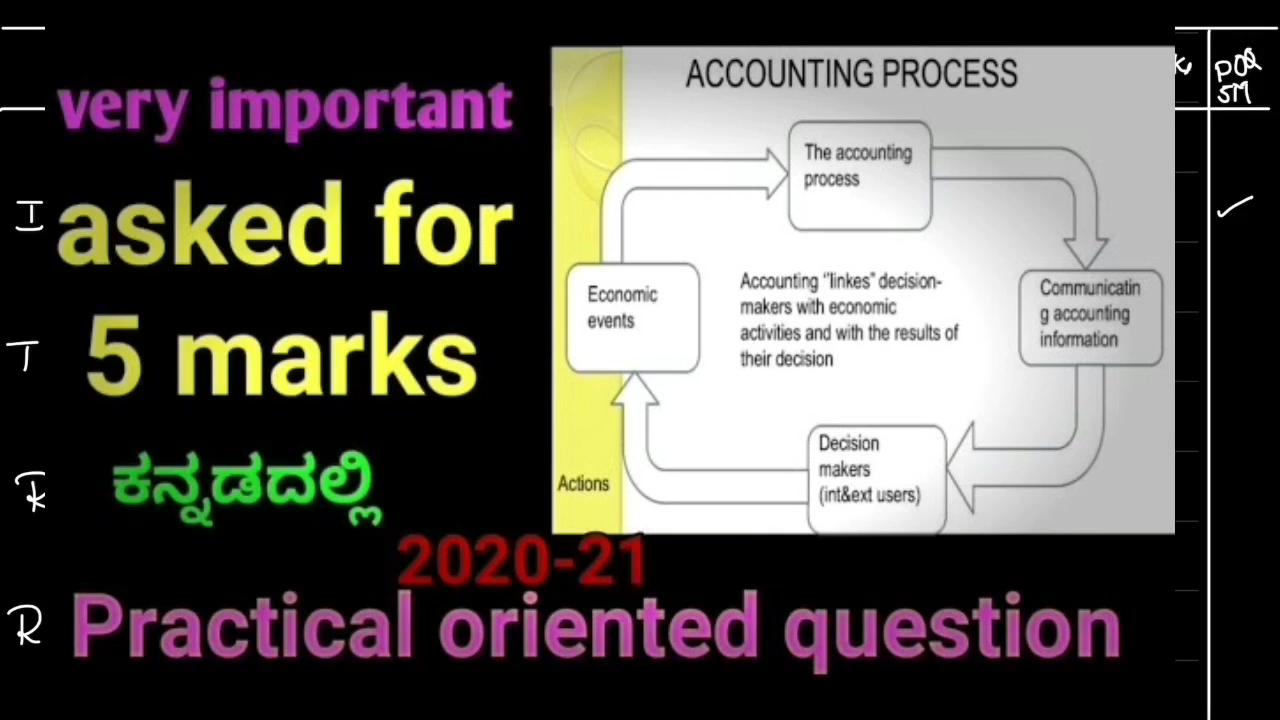 very important
asked for
5 marks
ಕನ್ನಡದಲ್ಲಿ
2020-21
Practical oriented question
ACCOUNTING PROCESS
The accounting
process
Economic
events
Accounting "linkes" decision-
makers with economic
activities and with the results of
their decision
Communicatin
g accounting
information
Decision
makers
(int&ext users)
Actions
I
T
R
POQ
5M